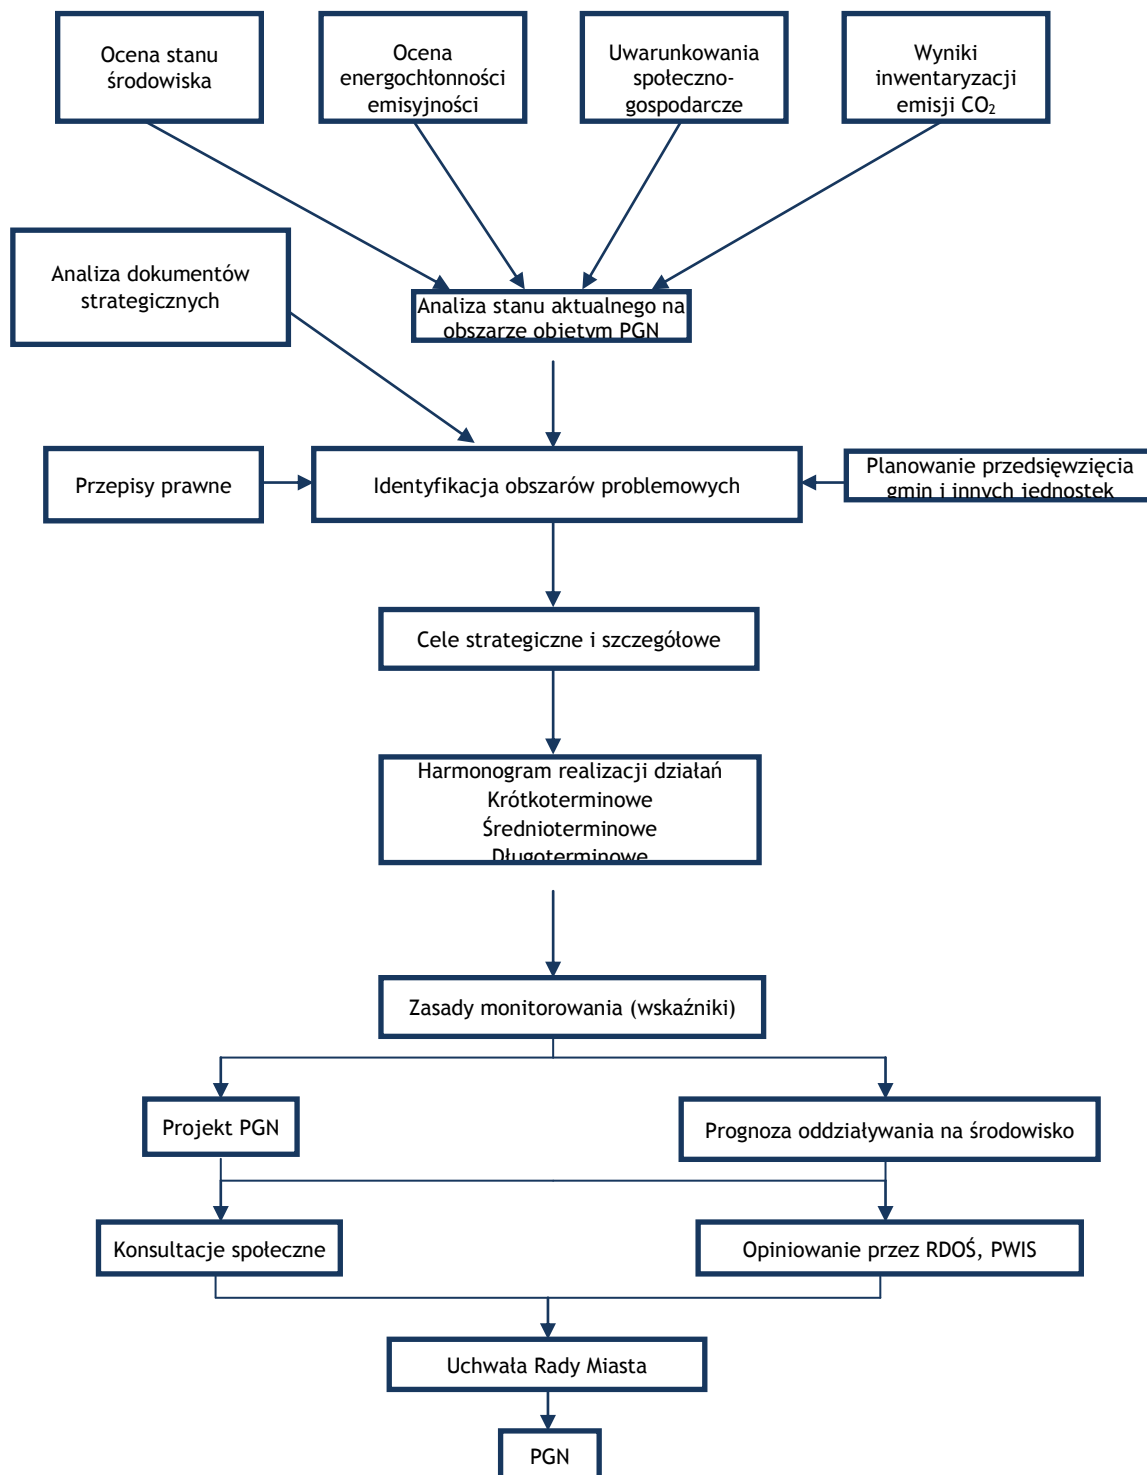 Ocena stanu
środowiska
Ocena
energochłonności
emisyjności
Uwarunkowania
społeczno-
gospodarcze
Wyniki
inwentaryzacji
emisji CO₂
Analiza dokumentów
strategicznych
Analiza stanu aktualnego na
obszarze objętym PGN
Przepisy prawne
Identyfikacja obszarów problemowych
Planowanie przedsięwzięcia
gmin i innych jednostek
Cele strategiczne i szczegółowe
Harmonogram realizacji działań
Krótkoterminowe
Średnioterminowe
Długoterminowe
Zasady monitorowania (wskaźniki)
Projekt PGN
Prognoza oddziaływania na środowisko
Konsultacje społeczne
Opiniowanie przez RDOŚ, PWIS
Uchwała Rady Miasta
PGN